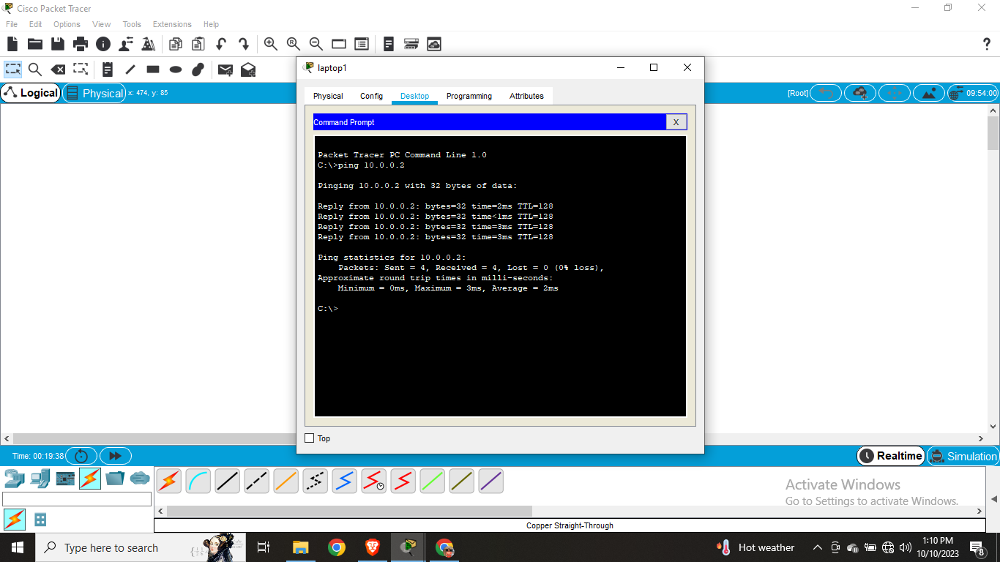 Cisco Packet Tracer
File Edit Options View Tools Extensions Help
R
?
laptop1
Logical Physical x: 474, y: 85
[Root] 09:54:00
Physical Config Desktop Programming Attributes
Command Prompt X
Packet Tracer PC Command Line 1.0
C:\>ping 10.0.0.2
Pinging 10.0.0.2 with 32 bytes of data:
Reply from 10.0.0.2: bytes=32 time=2ms TTL=128
Reply from 10.0.0.2: bytes=32 time<1ms TTL=128
Reply from 10.0.0.2: bytes=32 time=3ms TTL=128
Reply from 10.0.0.2: bytes=32 time=3ms TTL=128
Ping statistics for 10.0.0.2:
Packets: Sent = 4, Received = 4, Lost = 0 (0% loss),
Approximate round trip times in milli-seconds:
Minimum = 0ms, Maximum = 3ms, Average = 2ms
C:\>
Top
Time: 00:19:38
Realtime Simulation
Activate Windows
Go to Settings to activate Windows.
Copper Straight-Through
Type here to search
Hot weather
1:10 PM
10/10/2023
8